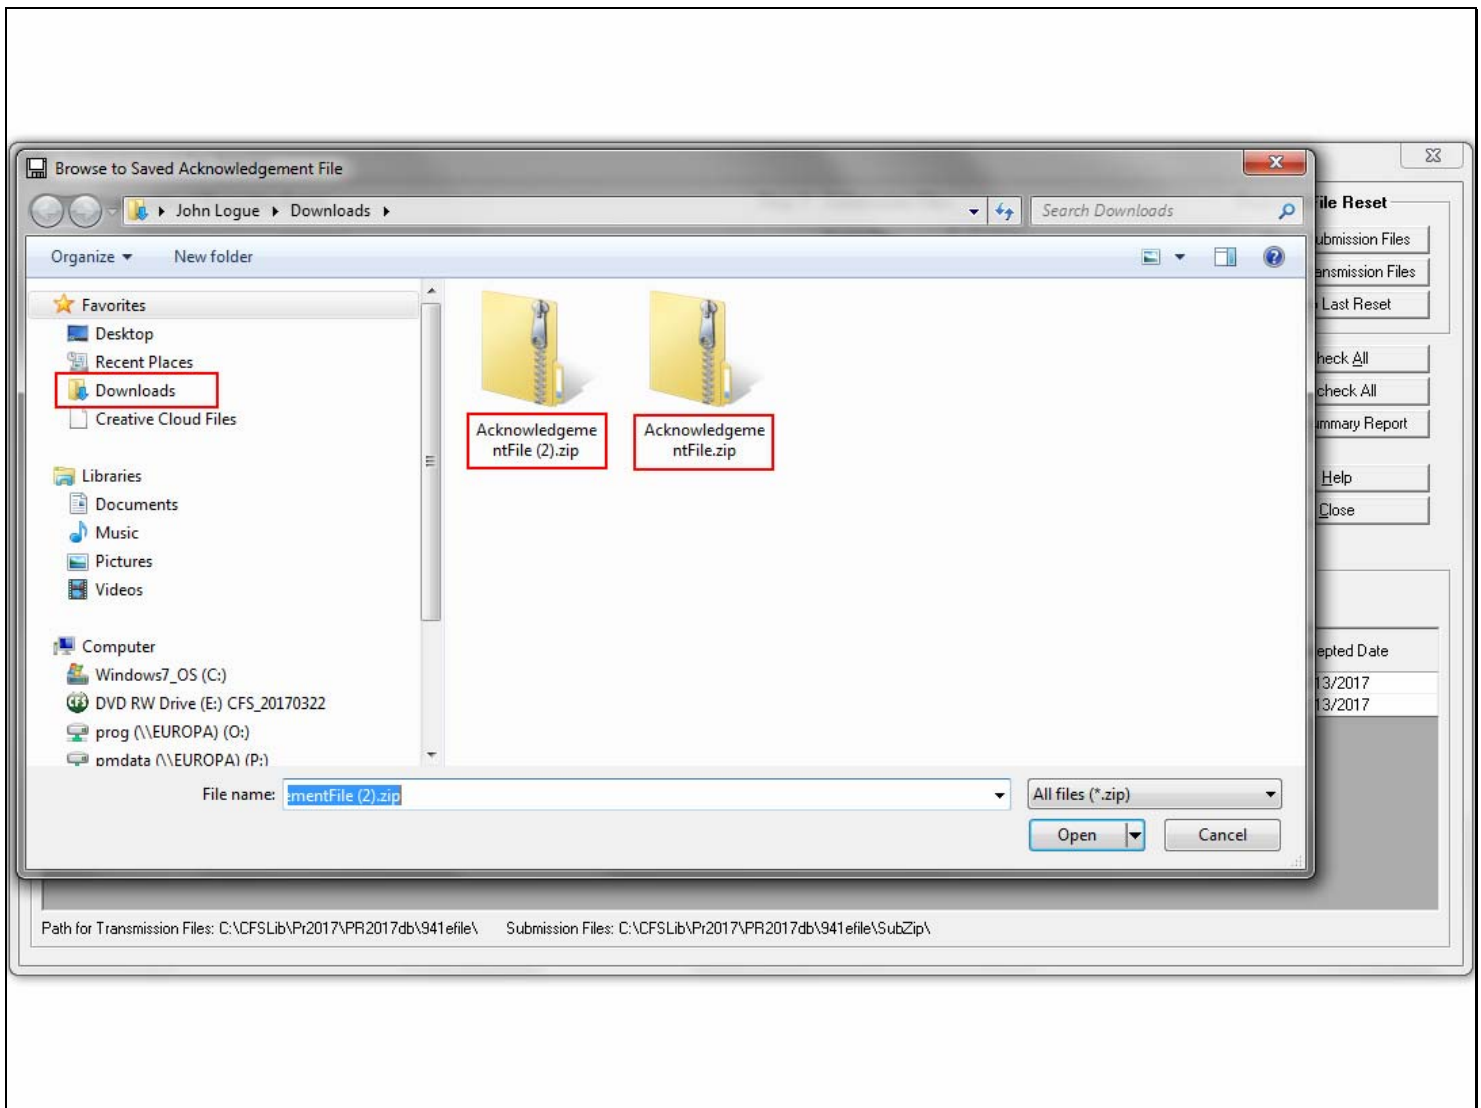 Browse to Saved Acknowledgement File
John Logue Downloads
Search Downloads
Organize New folder
Favorites
Desktop
Recent Places
Downloads
Creative Cloud Files
Libraries
Documents
Music
Pictures
Videos
Computer
Windows7_OS (C:)
DVD RW Drive (E:) CFS_20170322
prog (\\EUROPA) (O:)
pmdata (\\EUROPA) (P:)
Acknowledgeme
ntFile (2).zip
Acknowledgeme
ntFile.zip
File name: ementFile (2).zip
All files (*.zip)
Open Cancel
ile Reset
ubmission Files
ansmission Files
Last Reset
heck All
check All
ummary Report
Help
Close
epted Date
13/2017
13/2017
Path for Transmission Files: C:\CFSLib\Pr2017\PR2017db\941efile\ Submission Files: C:\CFSLib\Pr2017\PR2017db\941efile\SubZip\